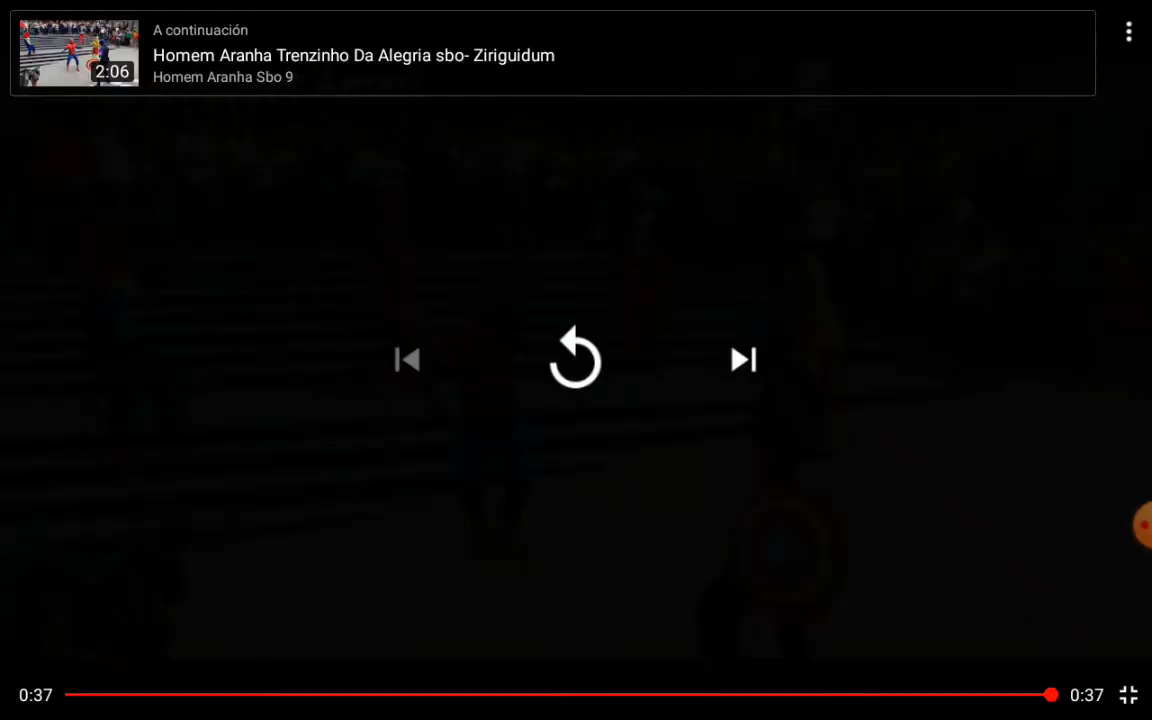 A continuación
Homem Aranha Trenzinho Da Alegria sbo- Ziriguidum
2:06
Homem Aranha Sbo 9
0:37
0:37